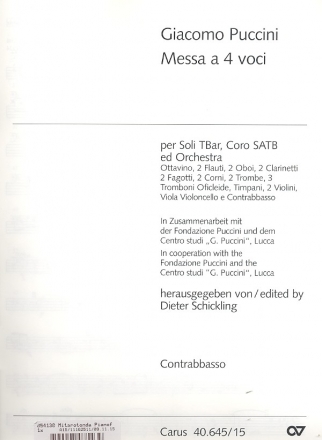 Giacomo Puccini
Messa a 4 voci
per Soli TBar, Coro SATB
ed Orchestra
Ottavino, 2 Flauti, 2 Oboi, 2 Clarinetti
2 Fagotti, 2 Corni, 2 Trombe, 3
Tromboni Oficleide, Timpani, 2 Violini,
Viola Violoncello e Contrabbasso
In Zusammenarbeit mit
der Fondazione Puccini und dem
Centro studi „G. Puccini", Lucca
In cooperation with the
Fondazione Puccini and the
Centro studi "G. Puccini", Lucca
herausgegeben von/edited by
Dieter Schickling
Contrabbasso
Carus 40.645/15